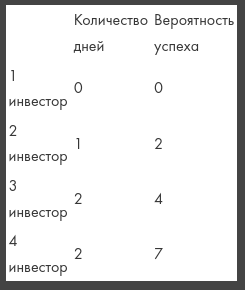 Количество Вероятность
дней успеха
1
инвестор 0 0
2
инвестор 1 2
3
инвестор 2 4
4
инвестор 2 7